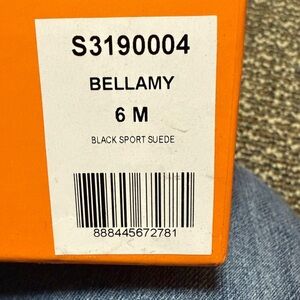 S3190004
BELLAMY
6 M
BLACK SPORT SUEDE
888445672781